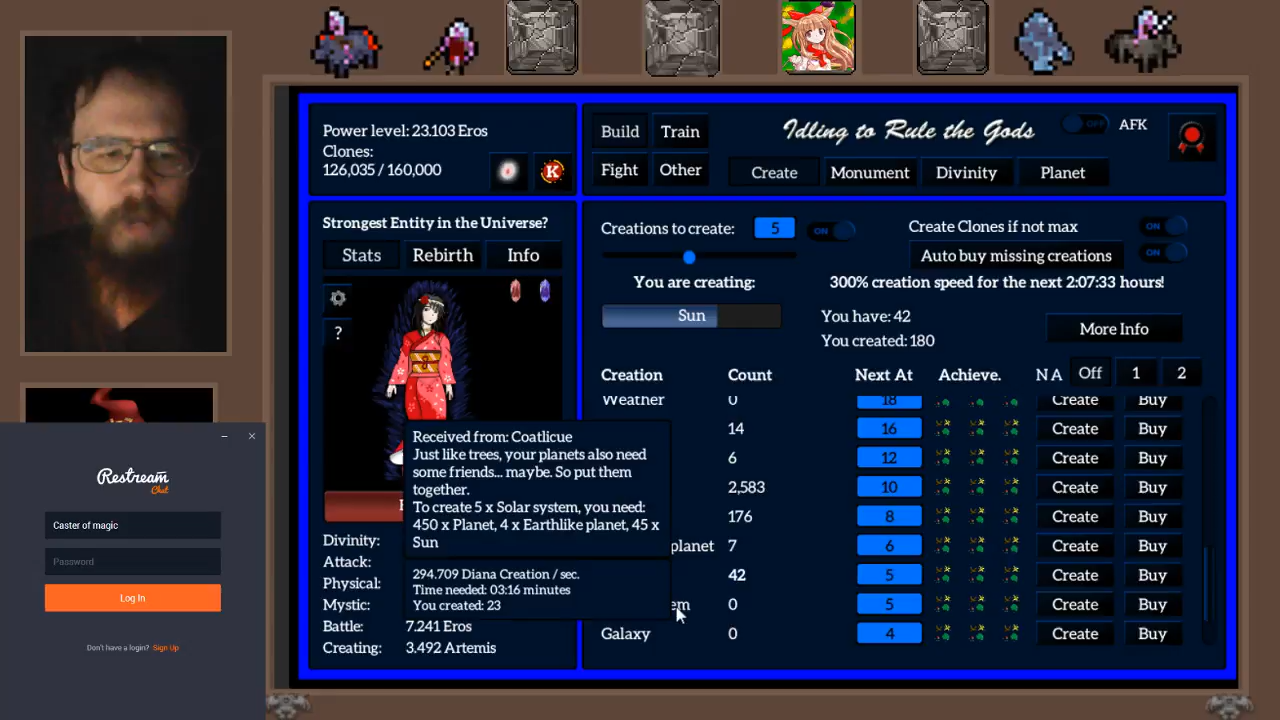 Power level: 23.103 Eros
Clones:
126,035 / 160,000
K
Build
Train
Fight
Other
Idling to Rule the Gods
OFF
AFK
Create
Monument
Divinity
Planet
Strongest Entity in the Universe?
Stats
Rebirth
Info
?
Creations to create:
5
ON
Create Clones if not max
ON
Auto buy missing creations
ON
You are creating:
300% creation speed for the next 2:07:33 hours!
Sun
You have: 42
You created: 180
More Info
Creation
Count
Next At
Achieve.
N A
Off
1
2
Weather 0 18 Create Buy
14 16 Create Buy
6 12 Create Buy
2,583 10 Create Buy
176 8 Create Buy
planet 7 6 Create Buy
42 5 Create Buy
em 0 5 Create Buy
Galaxy 0 4 Create Buy
Received from: Coatlicue
Just like trees, your planets also need
some friends... maybe. So put them
together.
To create 5 x Solar system, you need:
450 x Planet, 4 x Earthlike planet, 45 x
Sun
294.709 Diana Creation / sec.
Time needed: 03:16 minutes
You created: 23
Divinity:
Attack:
Physical:
Mystic:
Battle: 7.241 Eros
Creating: 3.492 Artemis
Restream
Chat
Caster of magic
Password
Log In
Don't have a login? Sign Up